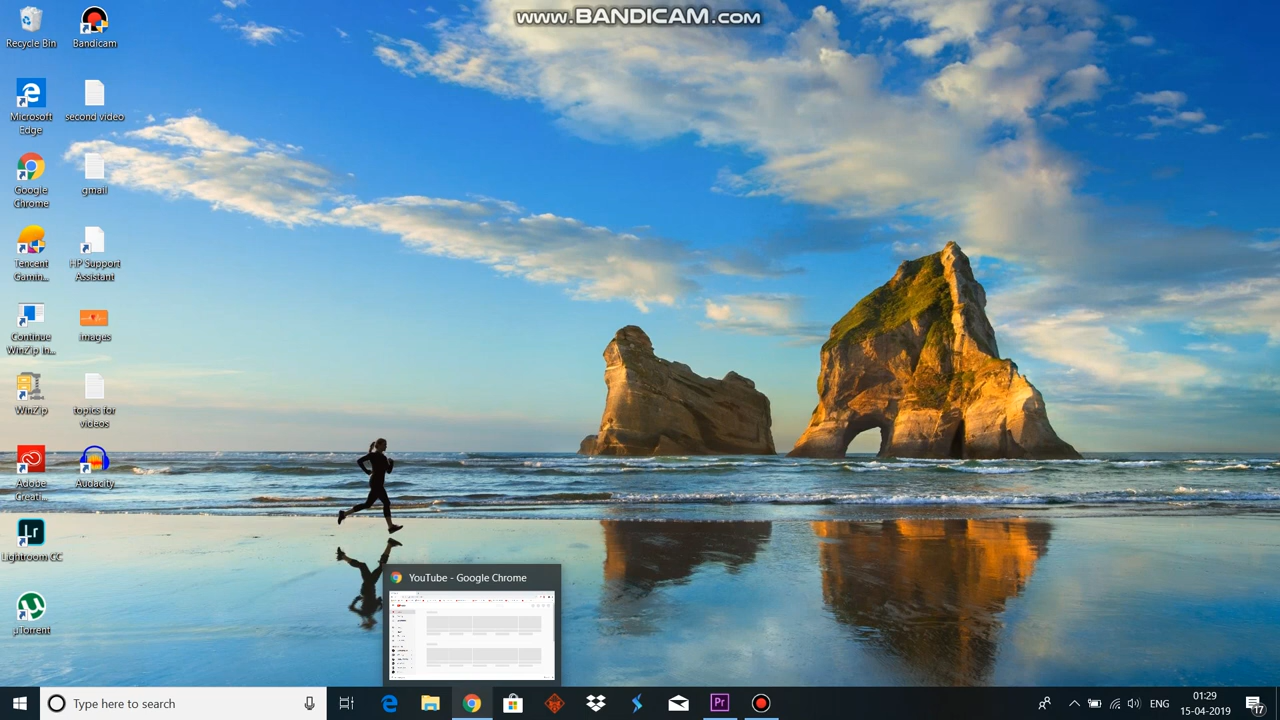 www.BANDICAM.com
Recycle Bin
Bandicam
Microsoft
Edge
second video
Google
Chrome
gmail
Tencent
Gamin...
HP Support
Assistant
Continue
WinZip in...
images
WinZip
topics for
videos
Adobe
Creati...
Audacity
Lr
Lightroom CC
µTorrent
YouTube - Google Chrome
Type here to search
Pr
ENG
01:29
15-04-2019
17